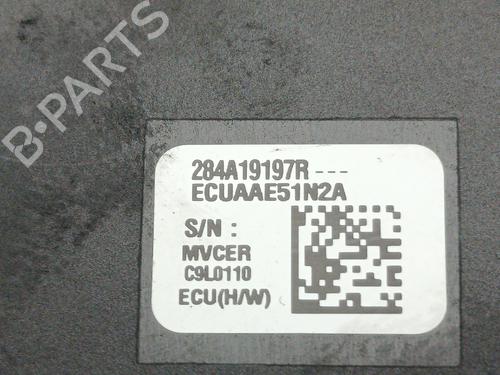 B-PARTS
284A19197R ---
ECUAAE51N2A
S/N :
MVCER
C9L0110
ECU(H/W)